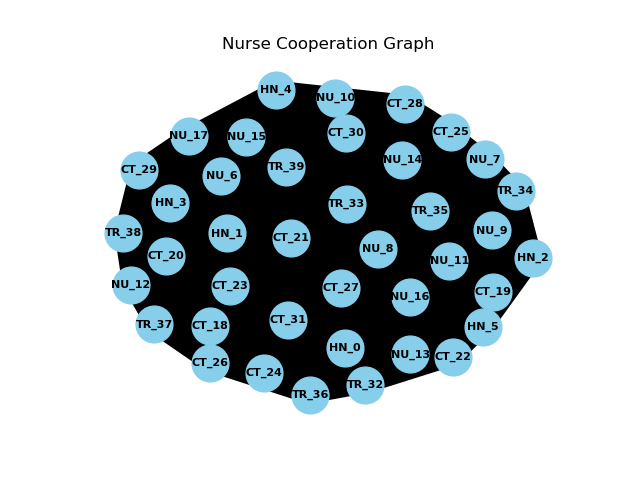 Nurse Cooperation Graph
HN_4
NU_10
CT_28
NU_17
NU_15
CT_30
CT_25
CT_29
NU_6
TR_39
NU_14
NU_7
HN_3
TR_33
TR_35
TR_34
TR_38
HN_1
CT_21
NU_8
NU_9
CT_20
NU_11
HN_2
NU_12
CT_23
CT_27
NU_16
CT_19
TR_37
CT_18
CT_31
HN_5
CT_26
CT_24
HN_0
NU_13
CT_22
TR_36
TR_32